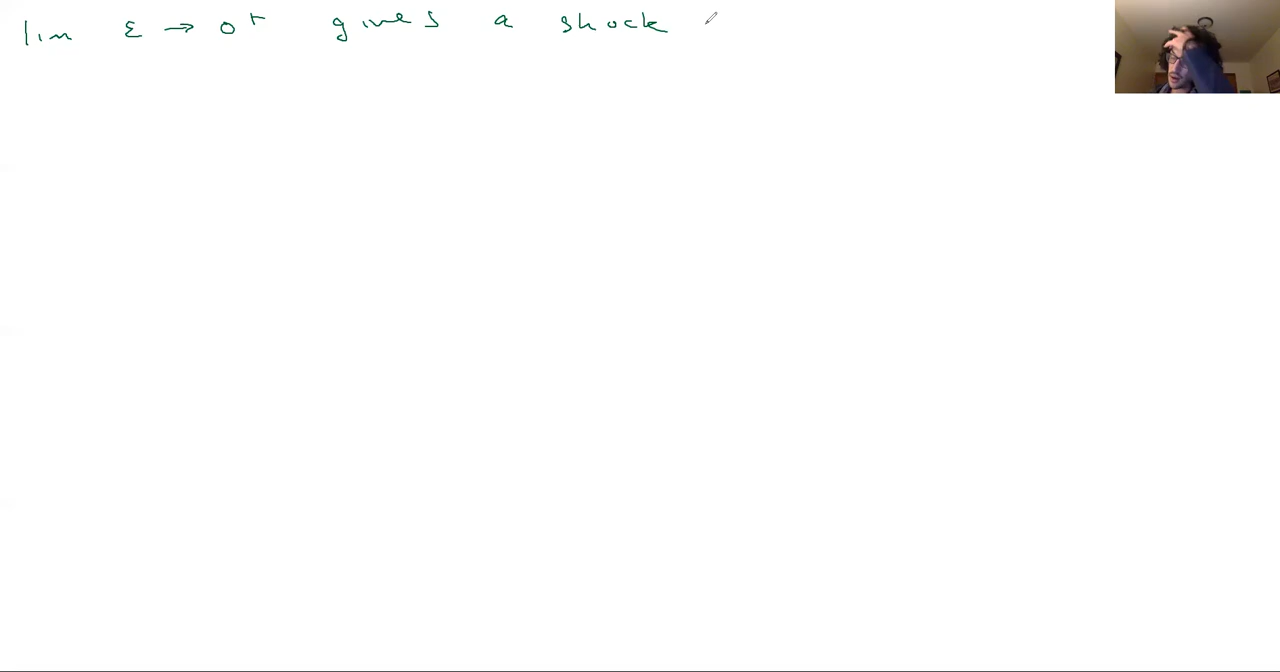 lim ε → 0⁺ gives a shock